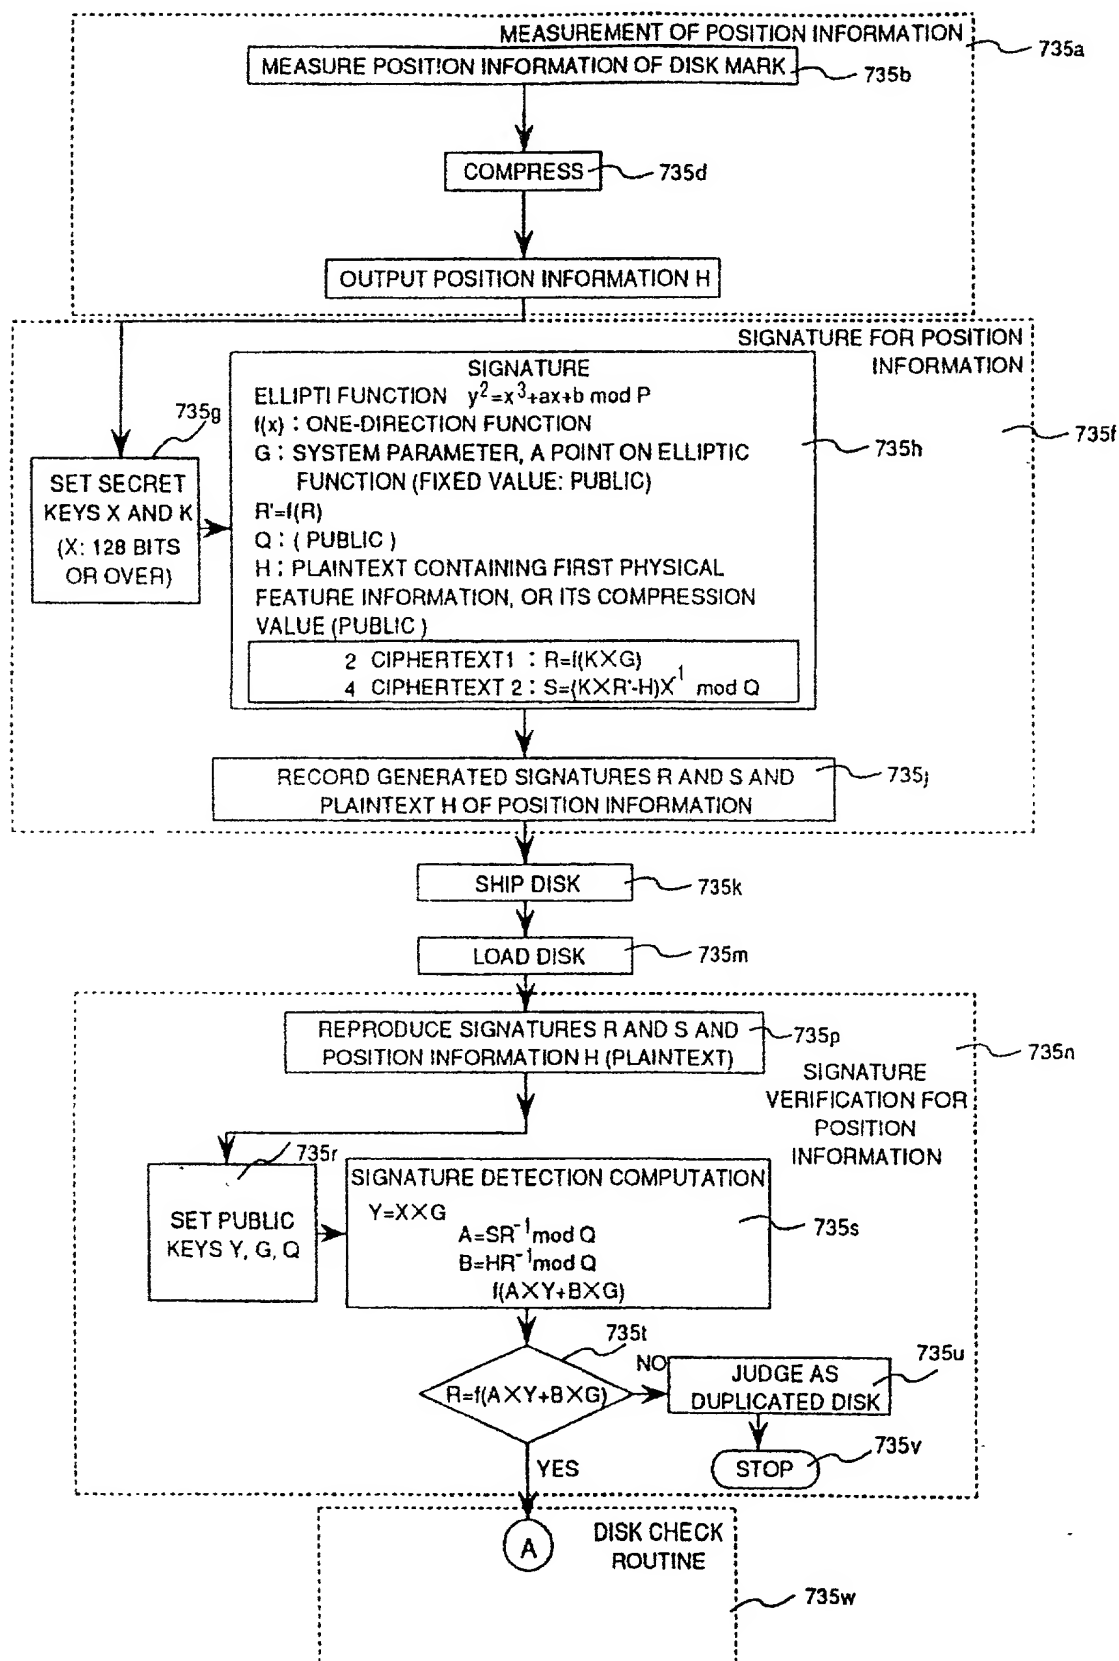 MEASUREMENT OF POSITION INFORMATION
735a
MEASURE POSITION INFORMATION OF DISK MARK
735b
COMPRESS
735d
OUTPUT POSITION INFORMATION H
SIGNATURE FOR POSITION
INFORMATION
735f
735g
SET SECRET
KEYS X AND K
(X: 128 BITS
OR OVER)
SIGNATURE
ELLIPTI FUNCTION y²=x³+ax+b mod P
f(x) : ONE-DIRECTION FUNCTION
G : SYSTEM PARAMETER, A POINT ON ELLIPTIC
FUNCTION (FIXED VALUE: PUBLIC)
R'=f(R)
Q : ( PUBLIC )
H : PLAINTEXT CONTAINING FIRST PHYSICAL
FEATURE INFORMATION, OR ITS COMPRESSION
VALUE (PUBLIC )
2 CIPHERTEXT1 : R=f(K×G)
4 CIPHERTEXT 2 : S=(K×R'-H)X⁻¹ mod Q
735h
RECORD GENERATED SIGNATURES R AND S AND
PLAINTEXT H OF POSITION INFORMATION
735j
SHIP DISK
735k
LOAD DISK
735m
REPRODUCE SIGNATURES R AND S AND
POSITION INFORMATION H (PLAINTEXT)
735p
735n
SIGNATURE
VERIFICATION FOR
POSITION
INFORMATION
735r
SET PUBLIC
KEYS Y, G, Q
SIGNATURE DETECTION COMPUTATION
Y=X×G
A=SR⁻¹ mod Q
B=HR⁻¹ mod Q
f(A×Y+B×G)
735s
735t
R=f(A×Y+B×G)
NO
JUDGE AS
DUPLICATED DISK
735u
STOP
735v
YES
A
DISK CHECK
ROUTINE
735w